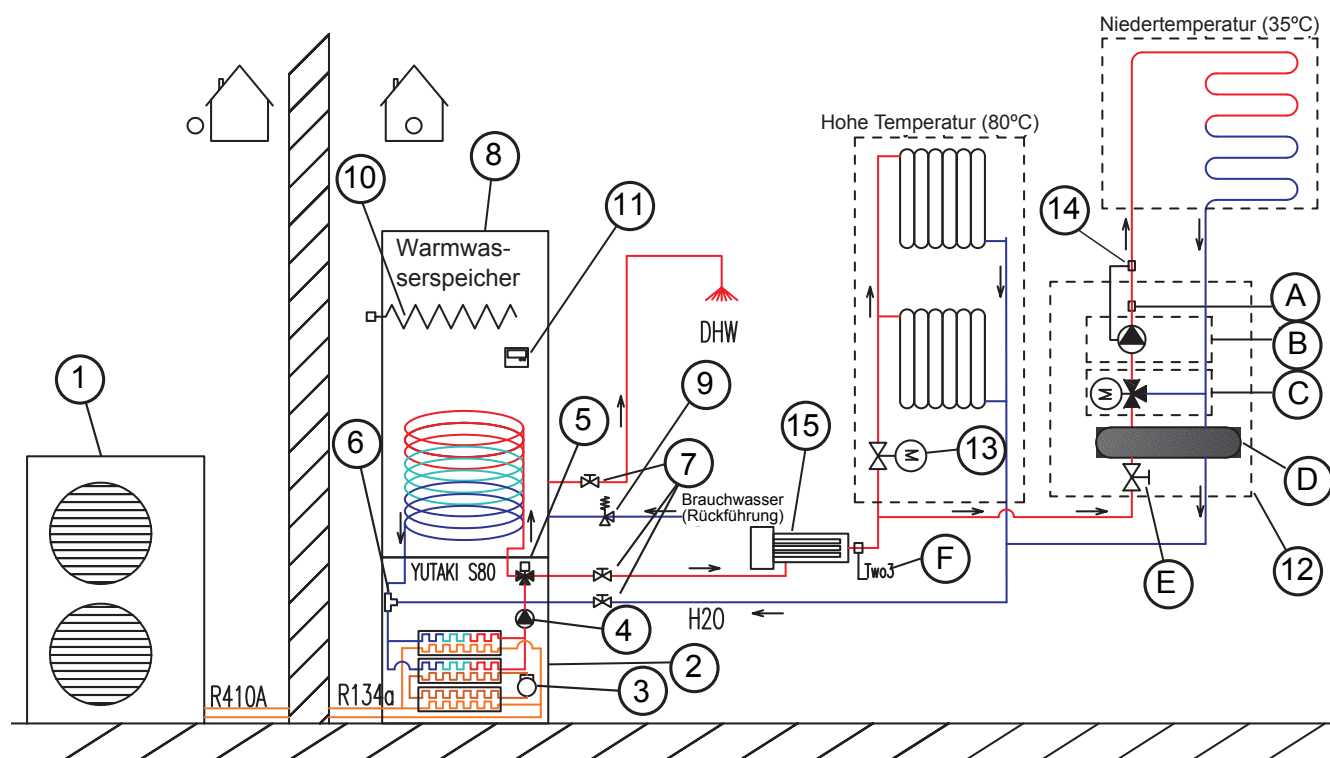 Niedertemperatur (35ºC)
Hohe Temperatur (80ºC)
8
10
11
14
Warmwas-
serspeicher
A
B
C
DHW
1
9
5
6
7
15
13
D
Brauchwasser
(Rückführung)
YUTAKI S80
Two3
F
E
12
H2O
4
2
3
R410A
R134a
M
M